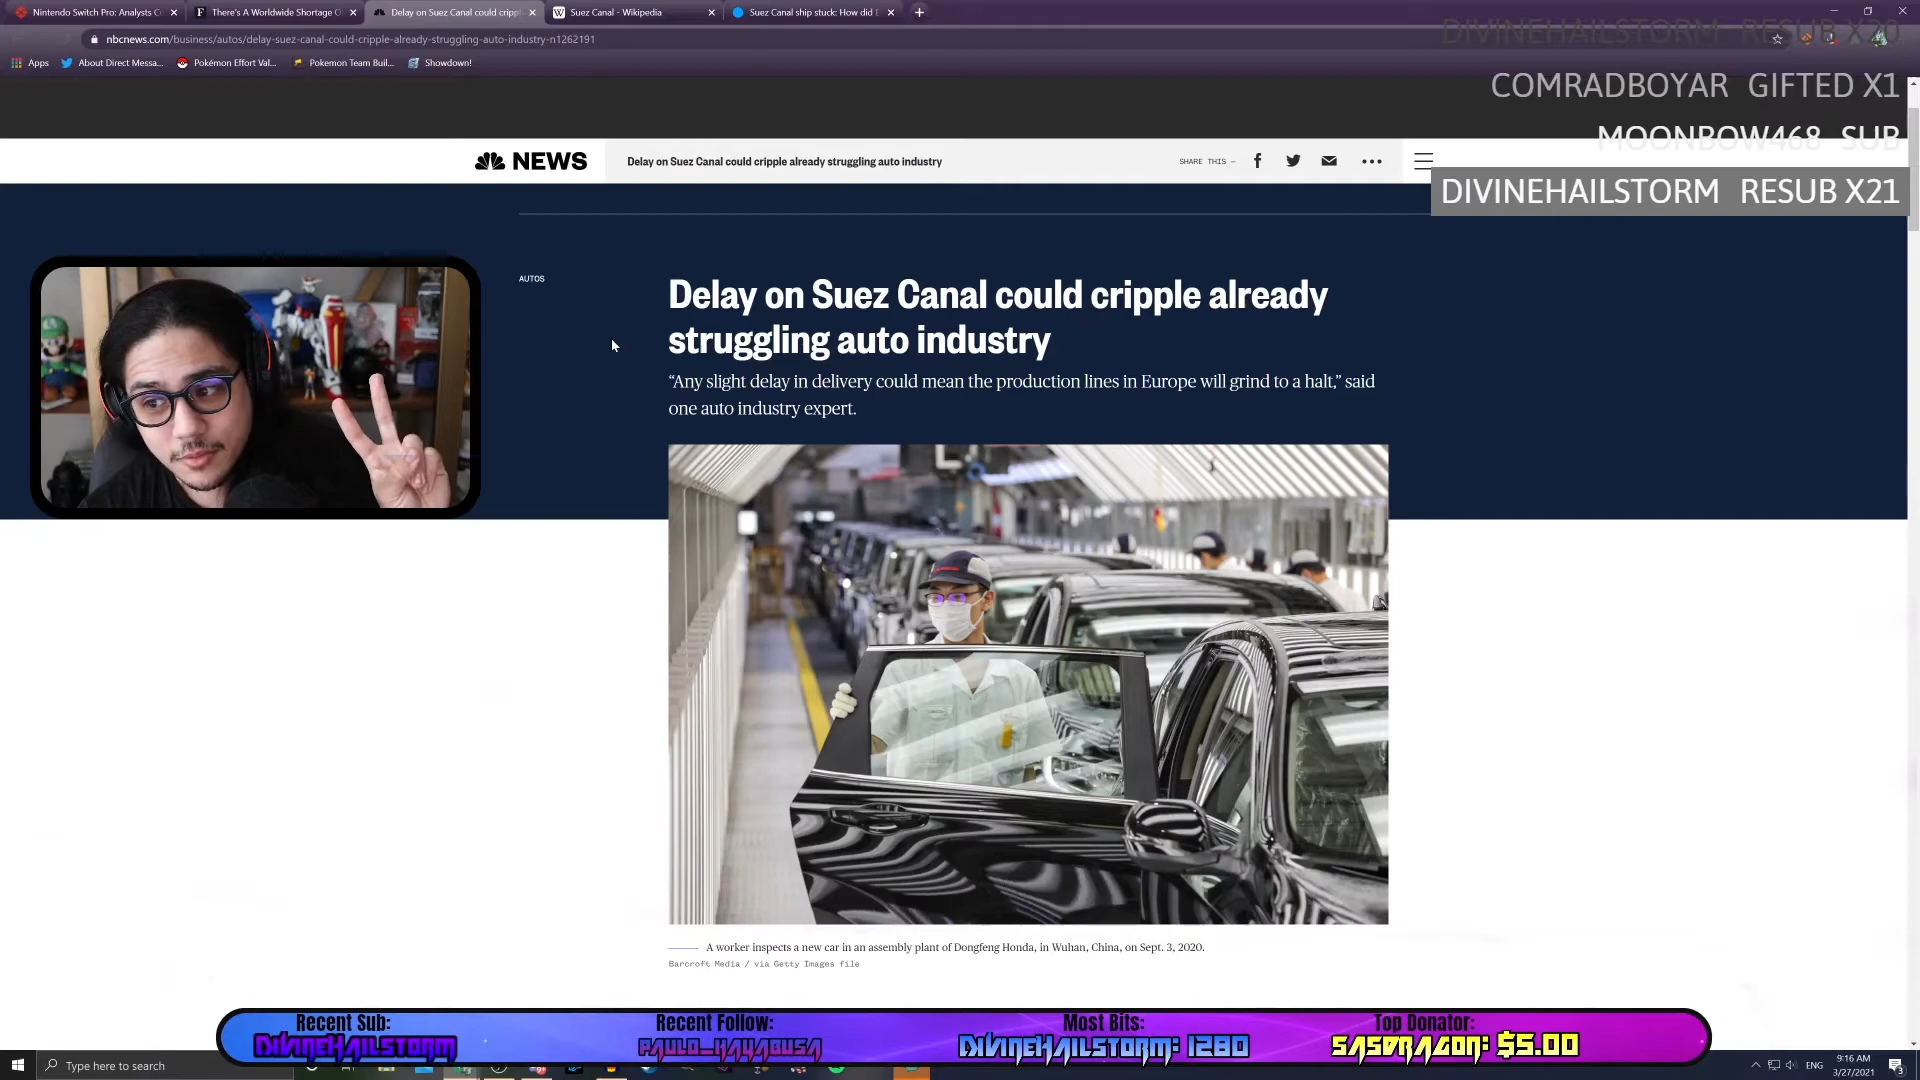 Nintendo Switch Pro: Analysts Co
There's A Worldwide Shortage O
Delay on Suez Canal could crippl
Suez Canal - Wikipedia
Suez Canal ship stuck: How did E
nbcnews.com/business/autos/delay-suez-canal-could-cripple-already-struggling-auto-industry-n1262191
DIVINEHAILSTORM RESUB X20
Apps
About Direct Messa...
Pokémon Effort Val...
Pokemon Team Buil...
Showdown!
COMRADBOYAR GIFTED X1
MOONBOW468 SUB
NEWS
Delay on Suez Canal could cripple already struggling auto industry
SHARE THIS —
DIVINEHAILSTORM RESUB X21
AUTOS
Delay on Suez Canal could cripple already
struggling auto industry
“Any slight delay in delivery could mean the production lines in Europe will grind to a halt,” said
one auto industry expert.
A worker inspects a new car in an assembly plant of Dongfeng Honda, in Wuhan, China, on Sept. 3, 2020.
Barcroft Media / via Getty Images file
Recent Sub:
DivineHailstorm
Recent Follow:
Paulo_Hayabusa
Most Bits:
DivineHailstorm: 1280
Top Donator:
SASDRAGON: $5.00
Type here to search
ENG
9:16 AM
3/27/2021